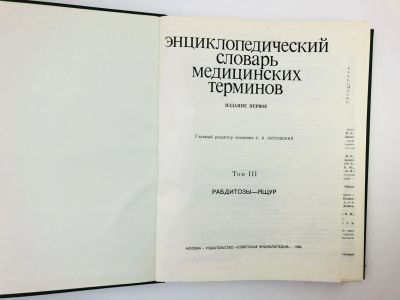 энциклопедический
словарь
медицинских
терминов
ИЗДАНИЕ ПЕРВОЕ
Главный редактор академик Б. В. ПЕТРОВСКИЙ
Том III
РАБДИТОЗЫ—ЯЩУР
МОСКВА · ИЗДАТЕЛЬСТВО «СОВЕТСКАЯ ЭНЦИКЛОПЕДИЯ» · 1984